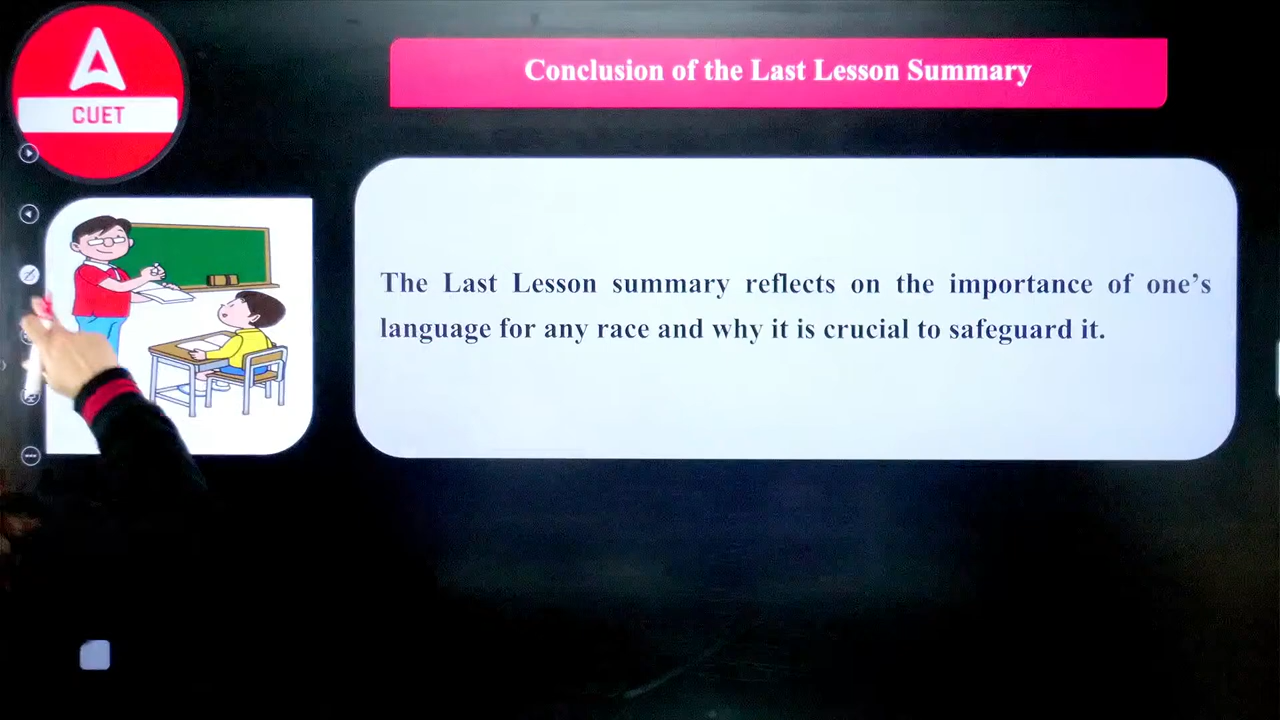 CUET
Conclusion of the Last Lesson Summary
The Last Lesson summary reflects on the importance of one’s
language for any race and why it is crucial to safeguard it.